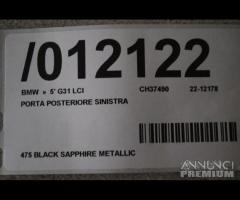 /012122
BMW » 5' G31 LCI CH37490 22-12178
PORTA POSTERIORE SINISTRA
475 BLACK SAPPHIRE METALLIC
ANNUNCI
PREMIUM